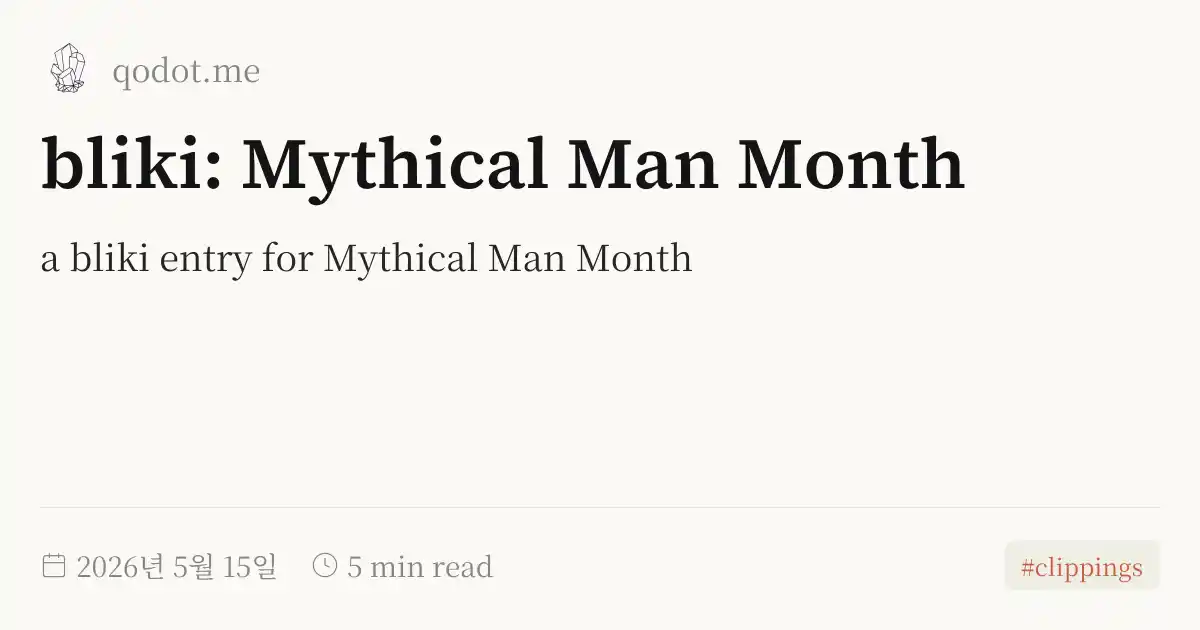 qodot.me
bliki: Mythical Man Month
a bliki entry for Mythical Man Month
2026년 5월 15일 5 min read
#clippings